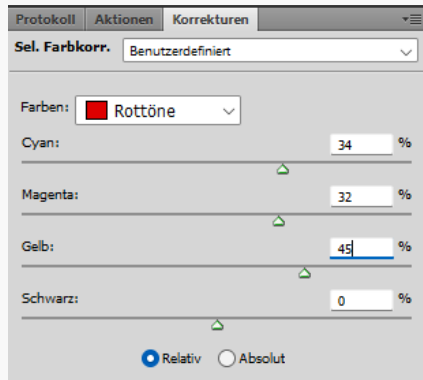 Protokoll Aktionen Korrekturen
Sel. Farbkorr. Benutzerdefiniert
Farben: Rottöne
Cyan: 34 %
Magenta: 32 %
Gelb: 45 %
Schwarz: 0 %
Relativ Absolut